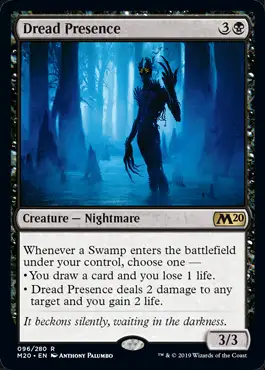 Dread Presence 3
Creature — Nightmare M20
Whenever a Swamp enters the battlefield
under your control, choose one —
•You draw a card and you lose 1 life.
• Dread Presence deals 2 damage to any
target and you gain 2 life.
It beckons silently, waiting in the darkness.
3/3
096/280 R
M20 • EN ANTHONY PALUMBO ™ & © 2019 Wizards of the Coast